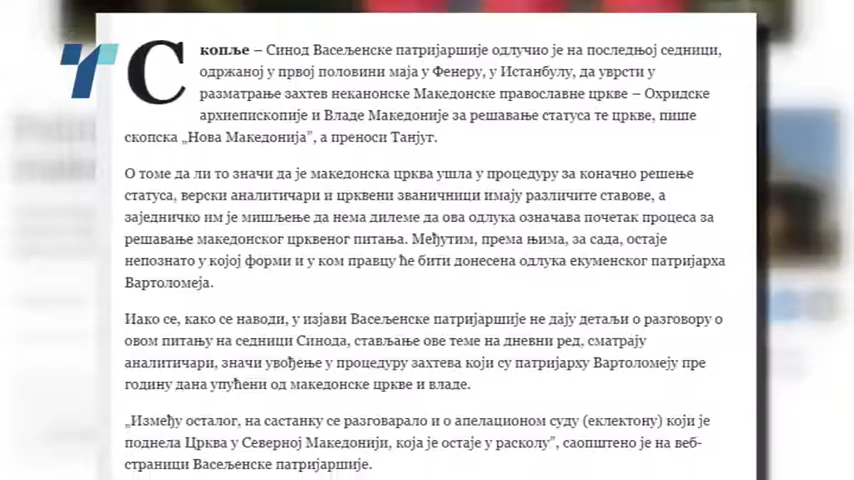 Скопље – Синод Васељенске патријаршије одлучио је на последњој седници,
одржаној у првој половини маја у Фенеру, у Истанбулу, да уврсти у
разматрање захтев неканонске Македонске православне цркве – Охридске
архиепископије и Владе Македоније за решавање статуса те цркве, пише
скопска „Нова Македонија”, а преноси Танјуг.
О томе да ли то значи да је македонска црква ушла у процедуру за коначно решење
статуса, верски аналитичари и црквени званичници имају различите ставове, а
заједничко им је мишљење да нема дилеме да ова одлука означава почетак процеса за
решавање македонског црквеног питања. Међутим, према њима, за сада, остаје
непознато у којој форми и у ком правцу ће бити донесена одлука екуменског патријарха
Вартоломеја.
Иако се, како се наводи, у изјави Васељенске патријаршије не дају детаљи о разговору о
овом питању на седници Синода, стављање ове теме на дневни ред, сматрају
аналитичари, значи увођење у процедуру захтева који су патријарху Вартоломеју пре
годину дана упућени од македонске цркве и владе.
„Између осталог, на састанку се разговарало и о апелационом суду (еклектону) који је
поднела Црква у Северној Македонији, која је остаје у расколу”, саопштено је на веб-
страници Васељенске патријаршије.